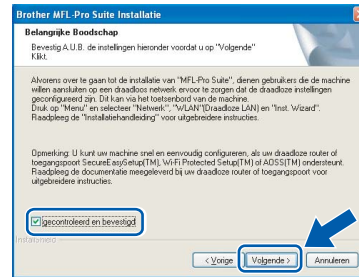 Brother MFL-Pro Suite Installatie
Belangrijke Boodschap
Bevestig A.U.B. de instellingen hieronder voordat u op "Volgende"
Klikt.
Alvorens over te gaan tot de installatie van "MFL-Pro Suite", dienen gebruikers die de machine
willen aansluiten op een draadloos netwerk ervoor te zorgen dat de draadloze instellingen
geconfigureerd zijn. Dit kan via het toetsenbord van de machine.
Druk op "Menu" en selecteer "Netwerk", "WLAN"(Draadloze LAN) en "Inst. Wizard".
Raadpleeg de "Installatiehandleiding" voor uitgebreidere instructies.
Opmerking: U kunt uw machine snel en eenvoudig configureren, als uw draadloze router of
toegangspoort SecureEasySetup(TM), Wi-Fi Protected Setup(TM) of AOSS(TM) ondersteunt.
Raadpleeg de documentatie meegeleverd bij uw draadloze router of toegangspoort voor
uitgebreidere instructies.
gecontroleerd en bevestigd
InstallShield
< Vorige
Volgende >
Annuleren